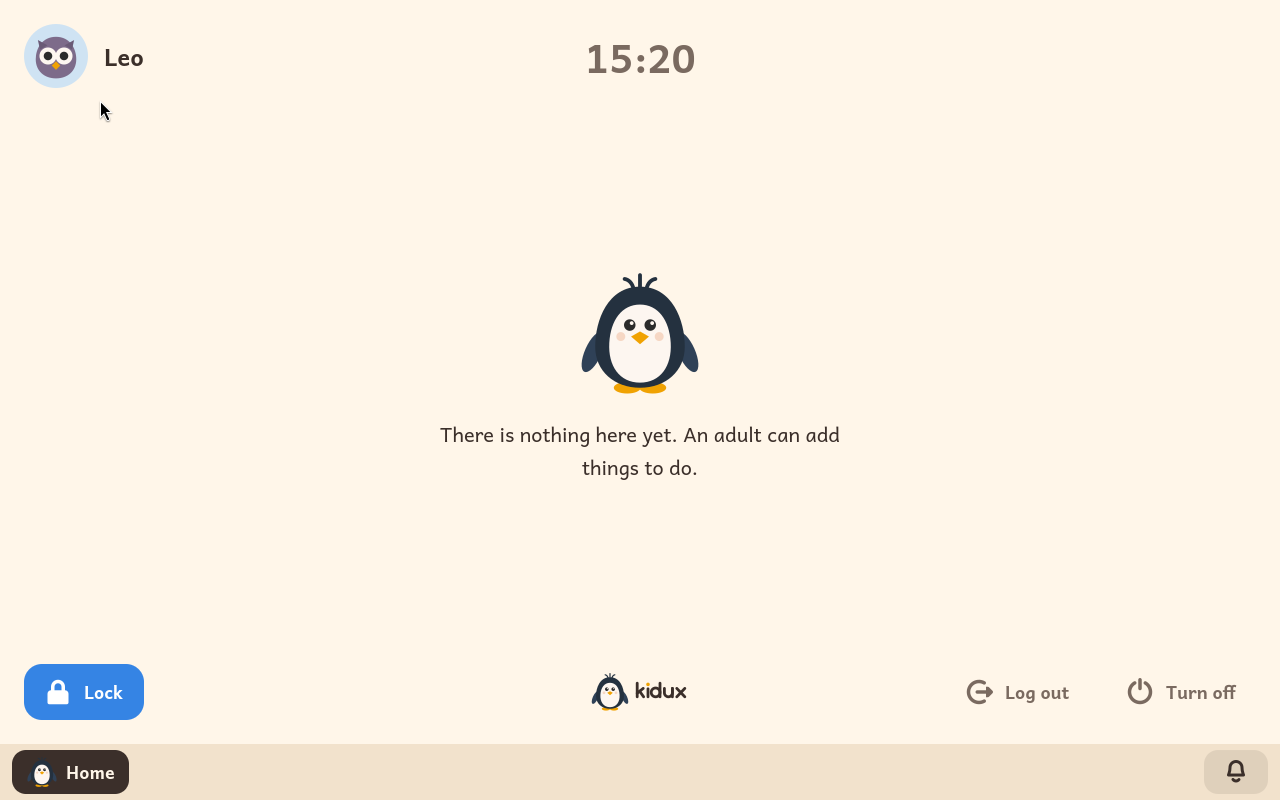 Leo
15:20
There is nothing here yet. An adult can add
things to do.
Lock
kidux
Log out
Turn off
Home